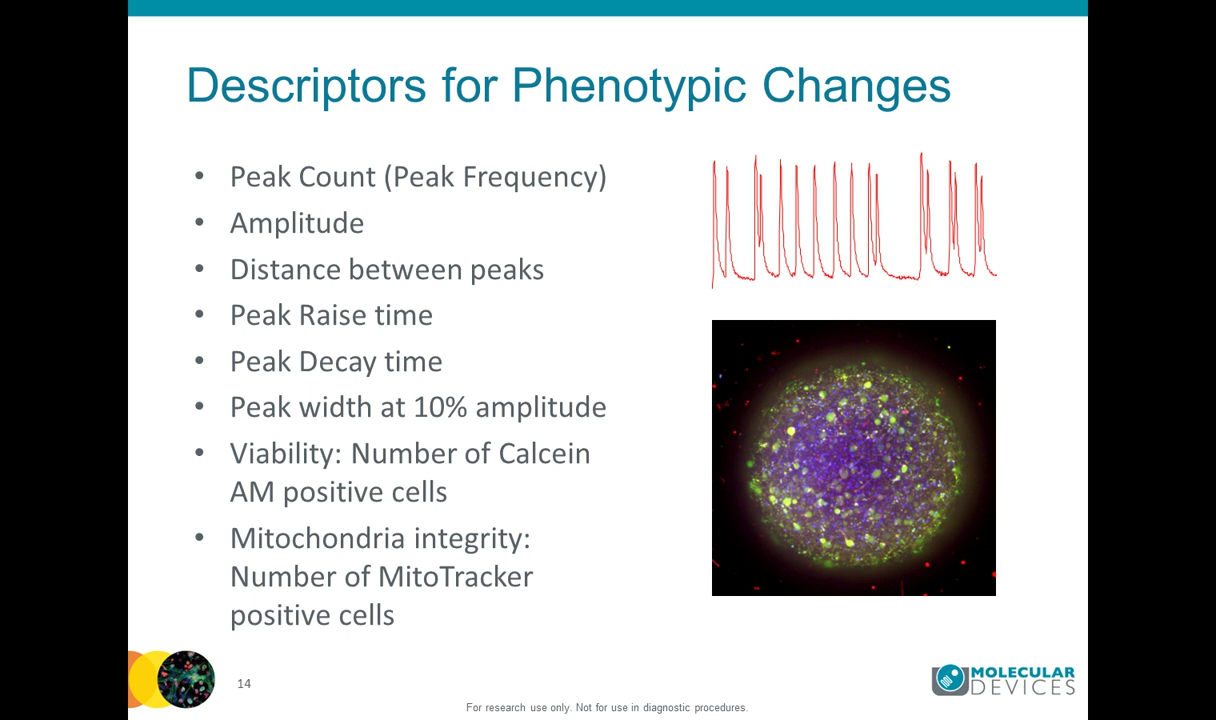 Descriptors for Phenotypic Changes
• Peak Count (Peak Frequency)
• Amplitude
• Distance between peaks
• Peak Raise time
• Peak Decay time
• Peak width at 10% amplitude
• Viability: Number of Calcein
AM positive cells
• Mitochondria integrity:
Number of MitoTracker
positive cells
14
MOLECULAR
DEVICES
For research use only. Not for use in diagnostic procedures.